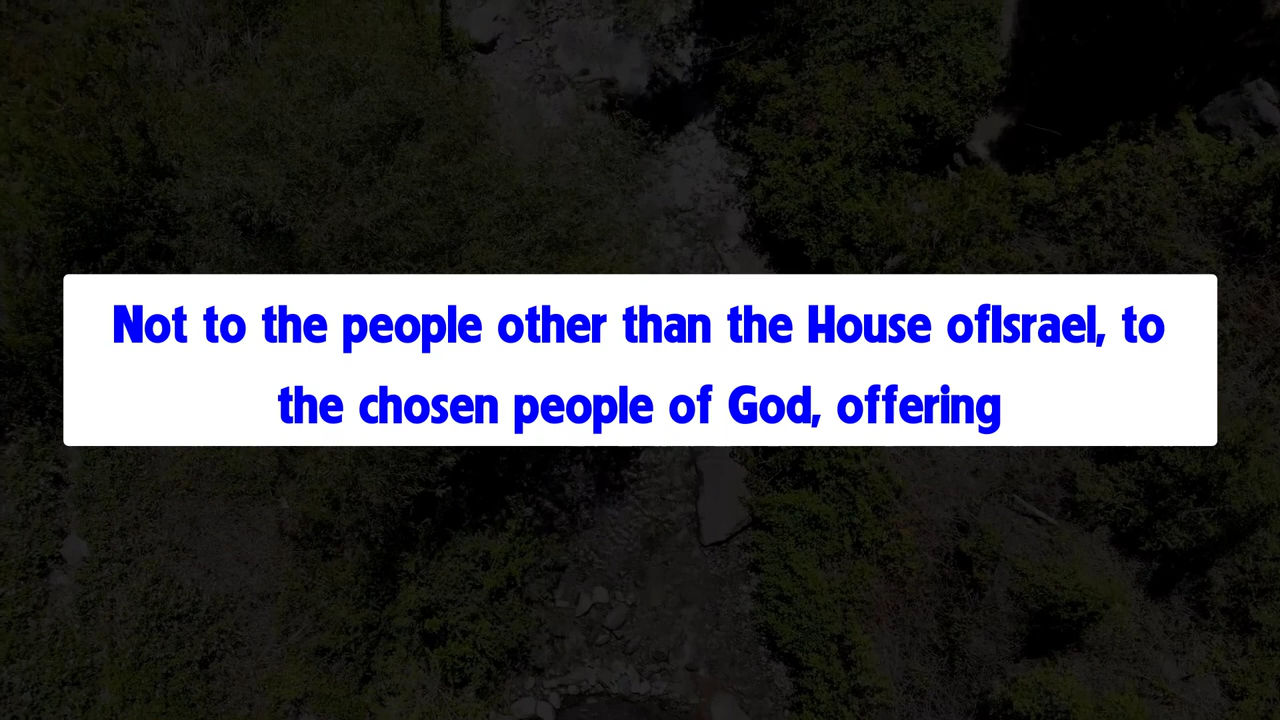 Not to the people other than the House ofIsrael, to
the chosen people of God, offering